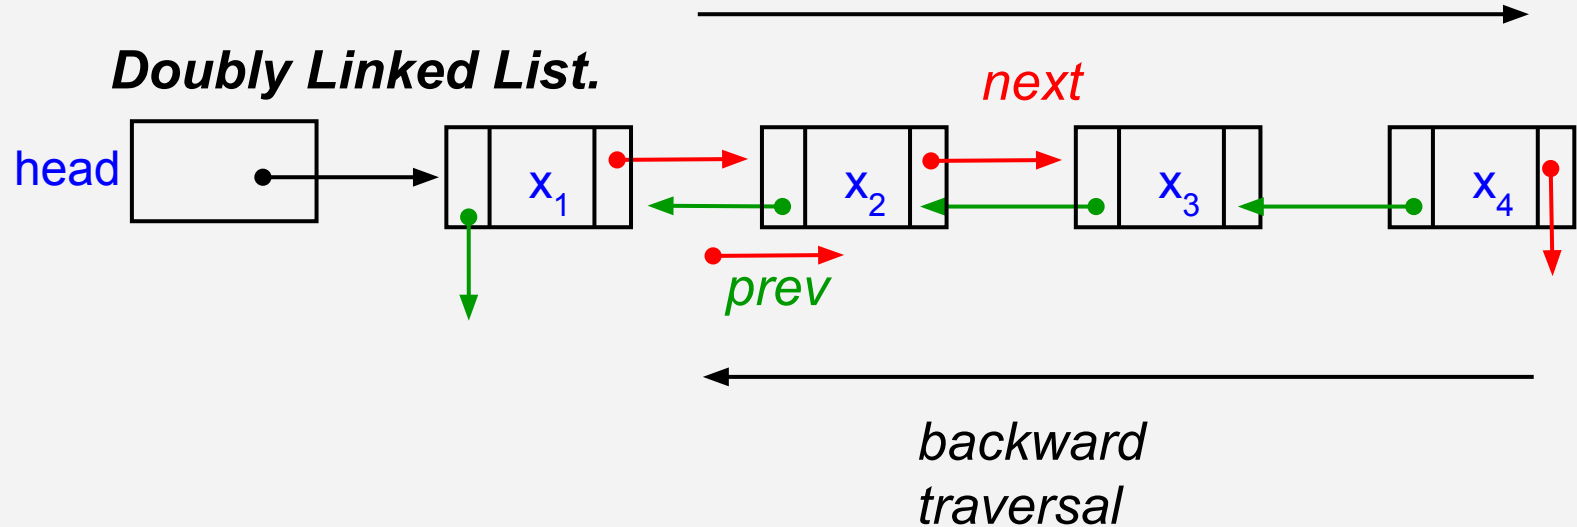 Doubly Linked List.
next
head
x1
x2
x3
x4
prev
backward
traversal